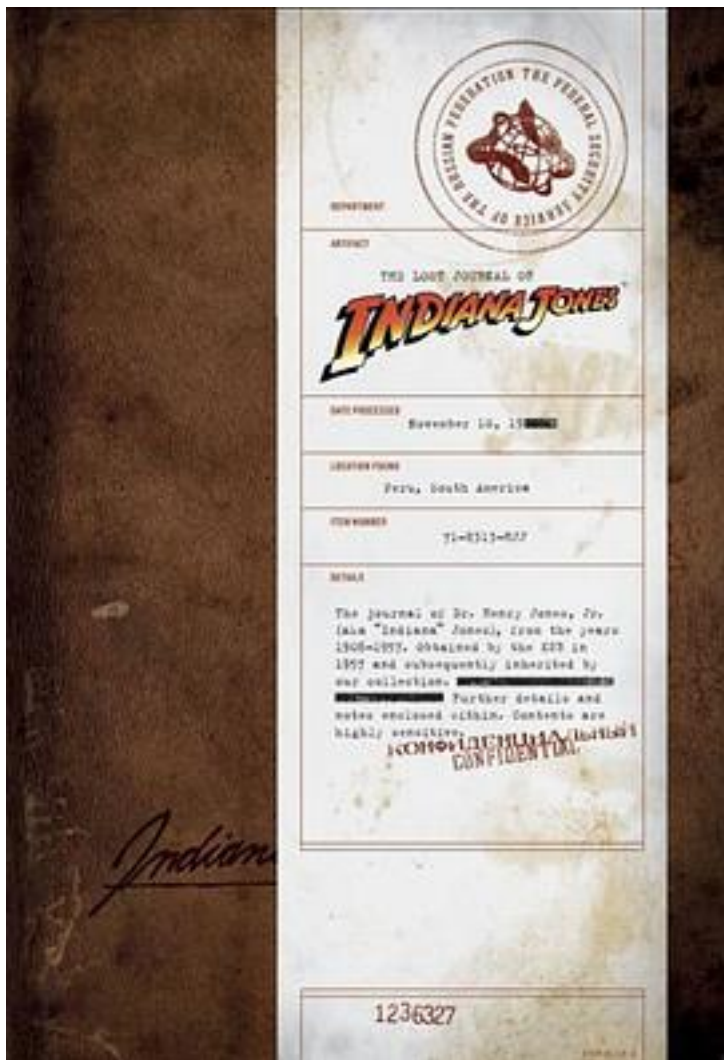 THE FEDERAL SECURITY SERVICE OF THE RUSSIAN FEDERATION
DEPARTMENT
ARTIFACT
THE LOST JOURNAL OF
INDIANA JONES
DATE PROCESSED
November 10, 19
LOCATION FOUND
Peru, South America
ITEM NUMBER
DETAILS
The journal of Dr. Henry Jones, Jr.
(aka "Indiana" Jones), from the years
1908-1957. Obtained by the KGB in
1957 and subsequently inherited by
our collection.
Further details and
notes enclosed within. Contents are
highly sensitive.
КОНФИДЕНЦИАЛЬНЫЙ
CONFIDENTIAL
Indiana
1236327